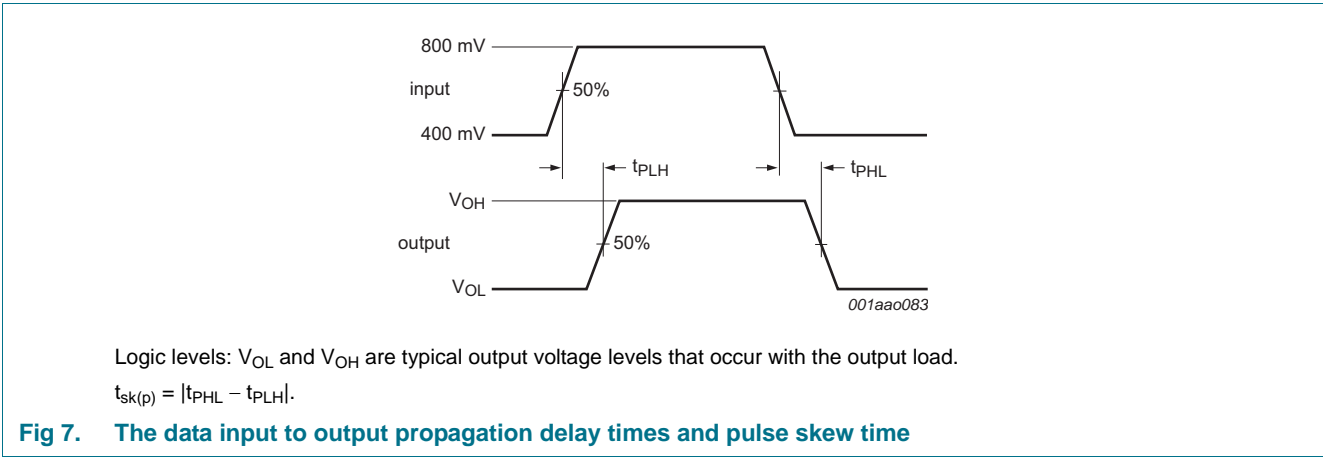 800 mV
input
50%
400 mV
tPLH
tPHL
VOH
output
50%
VOL
001aao083
Logic levels: VOL and VOH are typical output voltage levels that occur with the output load.
tsk(p) = |tPHL − tPLH|.
Fig 7. The data input to output propagation delay times and pulse skew time